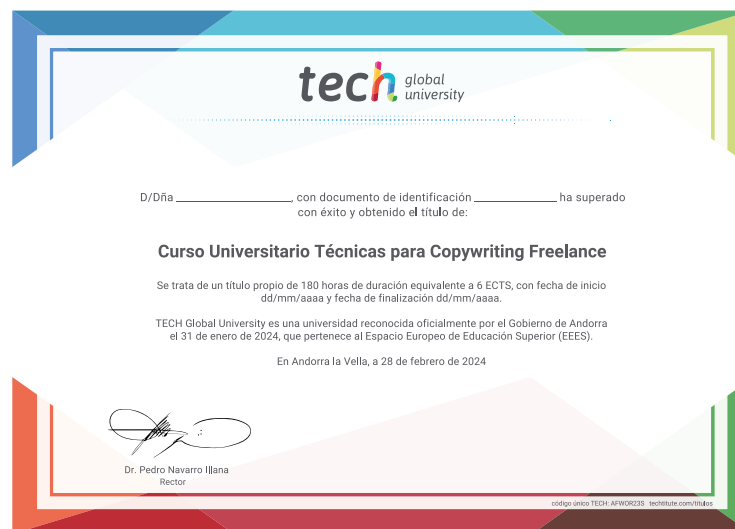 tech global
university
D/Dña ____________________, con documento de identificación ______________ ha superado
con éxito y obtenido el título de:
Curso Universitario Técnicas para Copywriting Freelance
Se trata de un título propio de 180 horas de duración equivalente a 6 ECTS, con fecha de inicio
dd/mm/aaaa y fecha de finalización dd/mm/aaaa.
TECH Global University es una universidad reconocida oficialmente por el Gobierno de Andorra
el 31 de enero de 2024, que pertenece al Espacio Europeo de Educación Superior (EEES).
En Andorra la Vella, a 28 de febrero de 2024
Dr. Pedro Navarro Illana
Rector
código único TECH: AFWOR23S techtitute.com/titulos